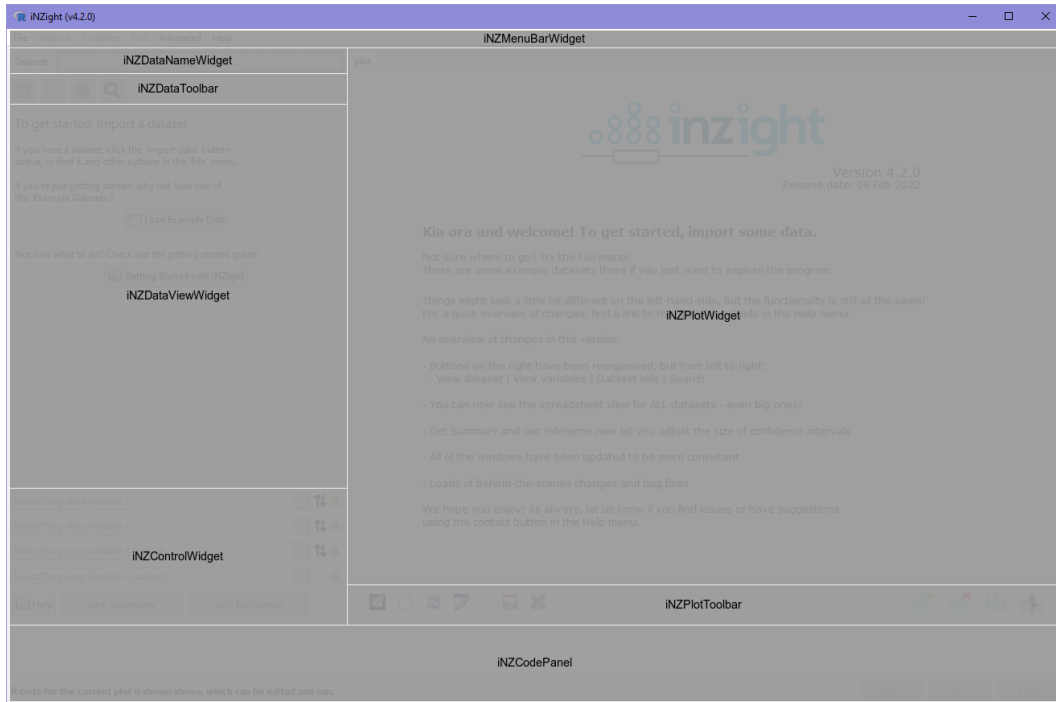 iNZight (v4.2.0)
File Dataset Variables Plot Advanced Help
iNZMenuBarWidget
Dataset:
iNZDataNameWidget
plot
iNZDataToolbar
To get started, import a dataset
If you have a dataset, click the 'Import data' button
above, or find it and other options in the 'File' menu.
If you're just getting started, why not load one of
the 'Example Datasets'?
Load Example Data
Not sure what to do? Check out the getting started guide!
Getting Started with iNZight
iNZDataViewWidget
inzight
Version 4.2.0
Release date: 08 Feb 2022
Kia ora and welcome! To get started, import some data.
Not sure where to go? Try the File menu!
There are some example datasets there if you just want to explore the program.
Things might look a little bit different on the left-hand-side, but the functionality is still all the same!
For a quick overview of changes, find a link to the in the Help menu.
iNZPlotWidget
An overview of changes in this version:
- Buttons on the right have been reorganised, but from left to right:
- View dataset | View variables | Dataset info | Search
- You can now see the spreadsheet view for ALL datasets - even big ones!
- Get Summary and Get Inference now let you adjust the size of confidence intervals
- All of the windows have been updated to be more consistent
- Loads of behind-the-scenes changes and bug fixes
We hope you enjoy! As always, let us know if you find issues or have suggestions
using the contact button in the Help menu.
Select/Drag-drop Variable 1
Select/Drag-drop Variable 2
Select/Drag-drop Variable
iNZControlWidget
Select/Drag-drop Variable 4 (subset)
Help
Get Summary
Get Inference
iNZPlotToolbar
iNZCodePanel
R code for the current plot is shown above, which can be edited and run.